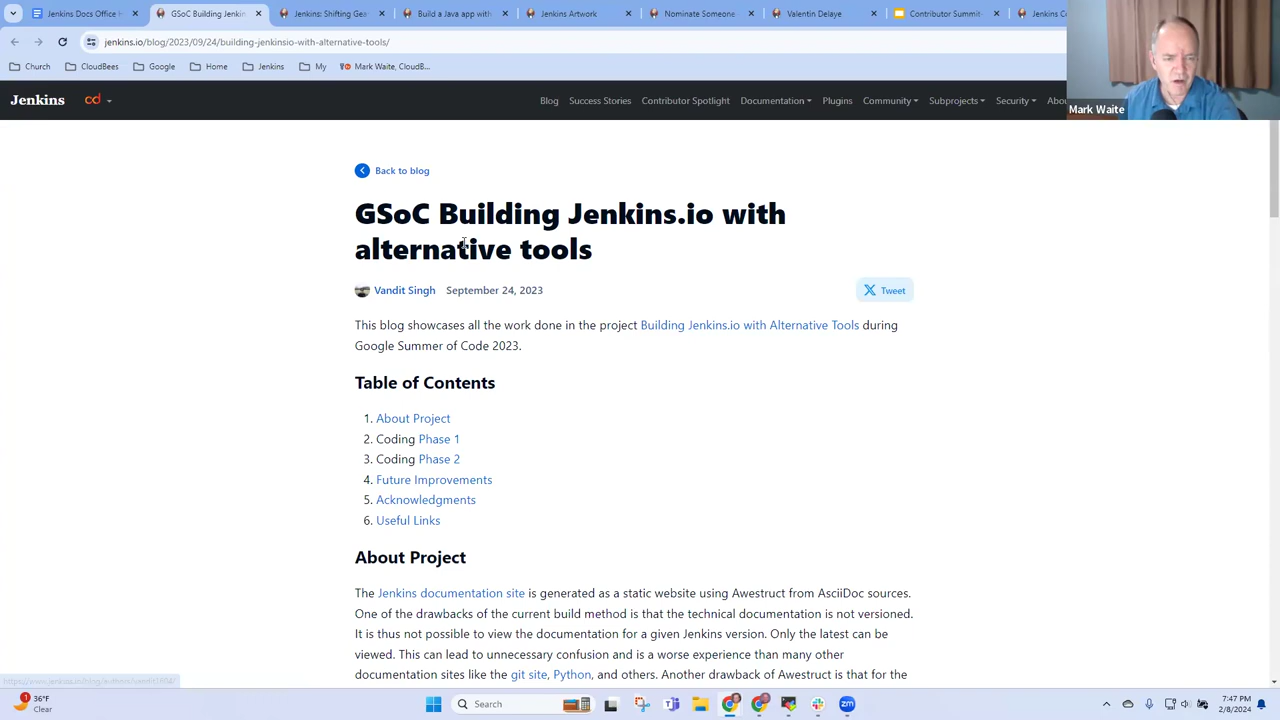 Jenkins Docs Office H
GSoC Building Jenkin
Jenkins: Shifting Gea
Build a Java app with
Jenkins Artwork
Nominate Someone
Valentin Delaye
Contributor Summit-
Jenkins Co
jenkins.io/blog/2023/09/24/building-jenkinsio-with-alternative-tools/
Church
CloudBees
Google
Home
Jenkins
My
Mark Waite, CloudB...
Jenkins
cd
Blog
Success Stories
Contributor Spotlight
Documentation
Plugins
Community
Subprojects
Security
Abou
Mark Waite
Back to blog
GSoC Building Jenkins.io with
alternative tools
Vandit Singh September 24, 2023
Tweet
This blog showcases all the work done in the project Building Jenkins.io with Alternative Tools during
Google Summer of Code 2023.
Table of Contents
1. About Project
2. Coding Phase 1
3. Coding Phase 2
4. Future Improvements
5. Acknowledgments
6. Useful Links
About Project
The Jenkins documentation site is generated as a static website using Awestruct from AsciiDoc sources.
One of the drawbacks of the current build method is that the technical documentation is not versioned.
It is thus not possible to view the documentation for a given Jenkins version. Only the latest can be
viewed. This can lead to unnecessary confusion and is a worse experience than many other
documentation sites like the git site, Python, and others. Another drawback of Awestruct is that for the
36°F
Clear
Search
zm
7:47 PM
2/8/2024